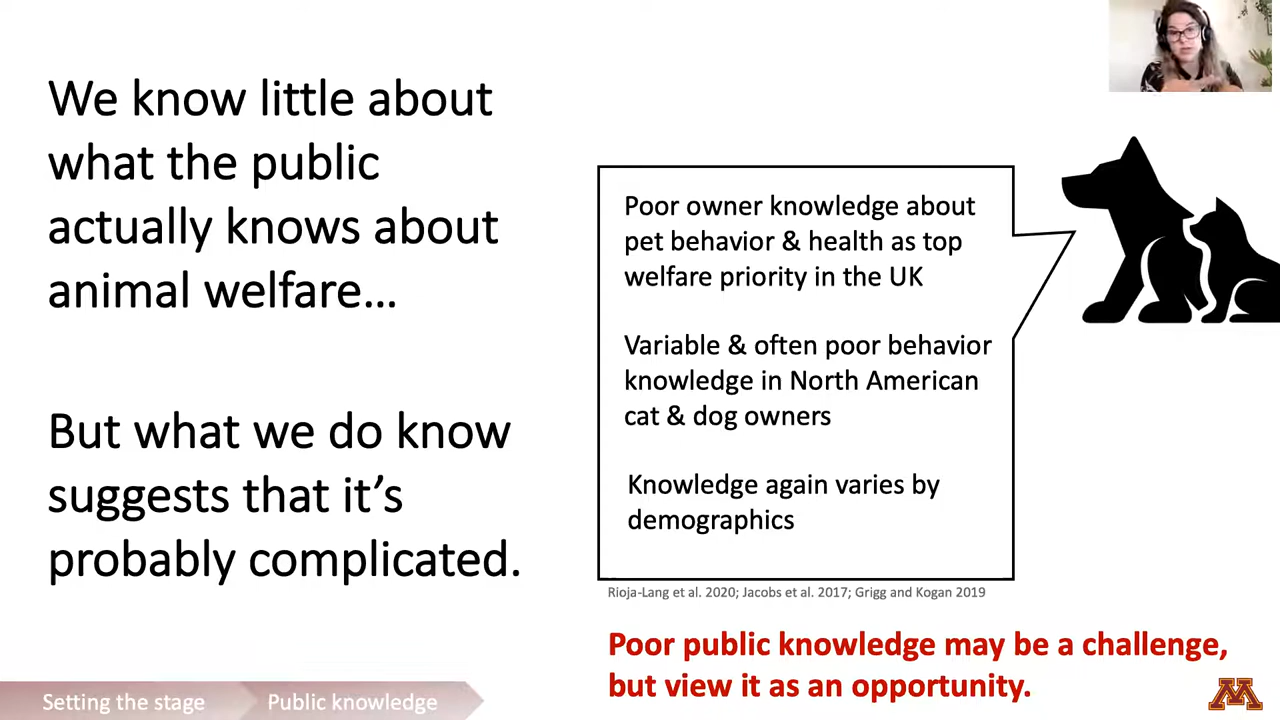 We know little about
what the public
actually knows about
animal welfare…
But what we do know
suggests that it’s
probably complicated.
Poor owner knowledge about
pet behavior & health as top
welfare priority in the UK
Variable & often poor behavior
knowledge in North American
cat & dog owners
Knowledge again varies by
demographics
Rioja-Lang et al. 2020; Jacobs et al. 2017; Grigg and Kogan 2019
Poor public knowledge may be a challenge,
but view it as an opportunity.
Setting the stage
Public knowledge
M